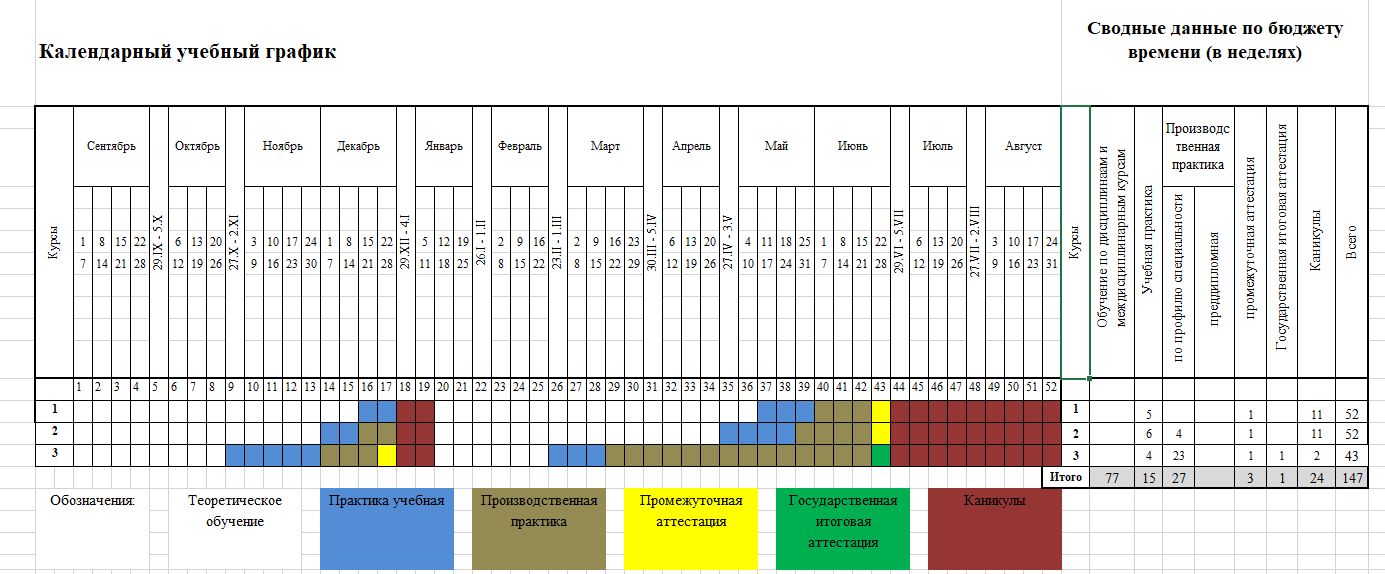 Календарный учебный график
Сводные данные по бюджету
времени (в неделях)
Курсы
Сентябрь
29.IX - 5.X
Октябрь
27.X - 2.XI
Ноябрь
Декабрь
29.XII - 4.I
Январь
26.I - 1.II
Февраль
23.II - 1.III
Март
30.III - 5.IV
Апрель
27.IV - 3.V
Май
Июнь
29.VI - 5.VII
Июль
27.VII - 2.VIII
Август
1 8 15 22 6 13 20 3 10 17 24 1 8 15 22 5 12 19 2 9 16 2 9 16 23 6 13 20 4 11 18 25 1 8 15 22 6 13 20 3 10 17 24
7 14 21 28 12 19 26 9 16 23 30 7 14 21 28 11 18 25 8 15 22 8 15 22 29 12 19 26 10 17 24 31 7 14 21 28 12 19 26 9 16 23 31
Курсы
Обучение по дисциплинаам и
междисциплинарным курсам
Учебная практика
Производс
твенная
практика
по профилю специальности
преддипломная
промежуточная аттестация
Государственная итоговая аттестация
Каникулы
Всего
1 2 3 4 5 6 7 8 9 10 11 12 13 14 15 16 17 18 19 20 21 22 23 24 25 26 27 28 29 30 31 32 33 34 35 36 37 38 39 40 41 42 43 44 45 46 47 48 49 50 51 52
1 1 5 1 11 52
2 2 6 4 1 11 52
3 3 4 23 1 1 2 43
Итого 77 15 27 3 1 24 147
Обозначения:
Теоретическое
обучение
Практика учебная
Производственная
практика
Промежуточная
аттестация
Государственная
итоговая
аттестация
Каникулы